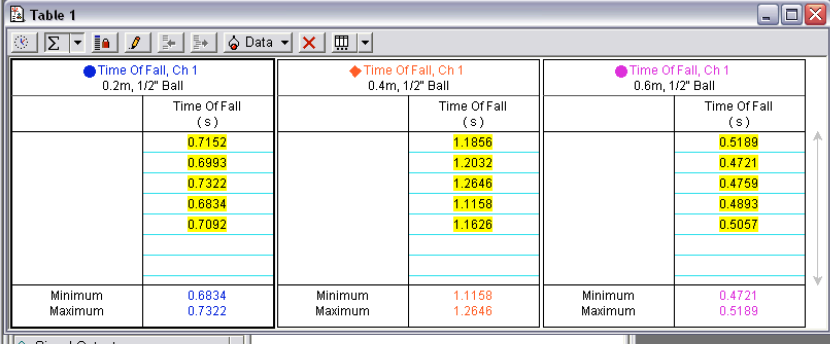 Table 1
Σ Data
Time Of Fall, Ch 1
0.2m, 1/2" Ball
Time Of Fall
( s )
0.7152
0.6993
0.7322
0.6834
0.7092
Minimum 0.6834
Maximum 0.7322
Time Of Fall, Ch 1
0.4m, 1/2" Ball
Time Of Fall
( s )
1.1856
1.2032
1.2646
1.1158
1.1626
Minimum 1.1158
Maximum 1.2646
Time Of Fall, Ch 1
0.6m, 1/2" Ball
Time Of Fall
( s )
0.5189
0.4721
0.4759
0.4893
0.5057
Minimum 0.4721
Maximum 0.5189